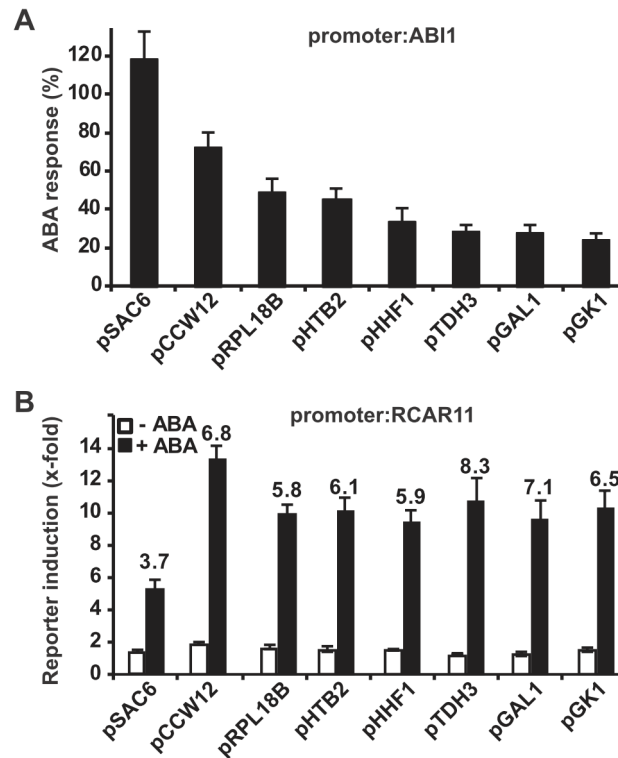 A
promoter:ABI1
ABA response (%)
120
100
80
60
40
20
0
pSAC6
pCCW12
pRPL18B
pHTB2
pHHF1
pTDH3
pGAL1
pGK1
B
promoter:RCAR11
- ABA
+ ABA
Reporter induction (x-fold)
14
12
10
8
6
4
2
0
3.7
6.8
5.8
6.1
5.9
8.3
7.1
6.5
pSAC6
pCCW12
pRPL18B
pHTB2
pHHF1
pTDH3
pGAL1
pGK1